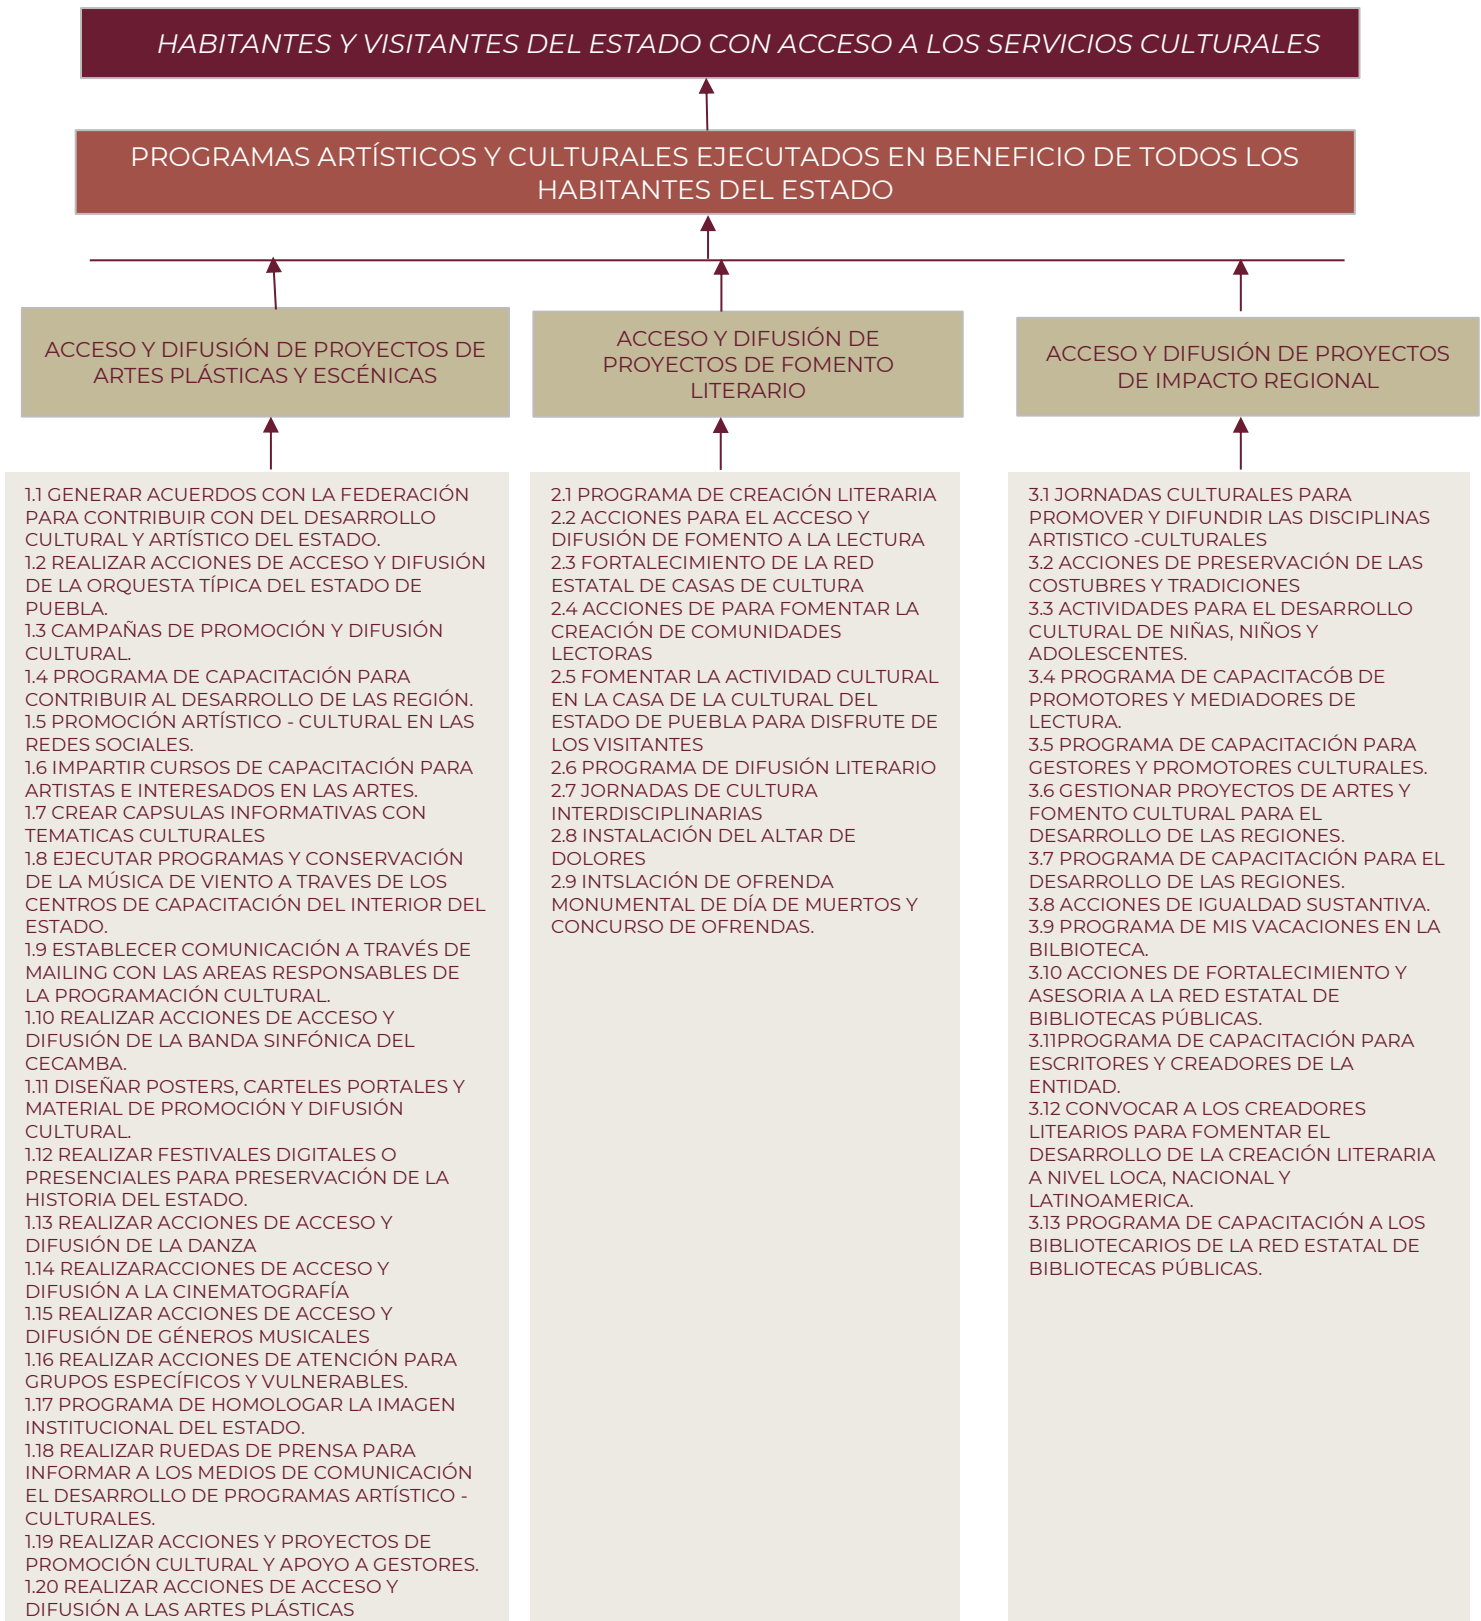 HABITANTES Y VISITANTES DEL ESTADO CON ACCESO A LOS SERVICIOS CULTURALES
PROGRAMAS ARTÍSTICOS Y CULTURALES EJECUTADOS EN BENEFICIO DE TODOS LOS
HABITANTES DEL ESTADO
ACCESO Y DIFUSIÓN DE PROYECTOS DE
ARTES PLÁSTICAS Y ESCÉNICAS
ACCESO Y DIFUSIÓN DE
PROYECTOS DE FOMENTO
LITERARIO
ACCESO Y DIFUSIÓN DE PROYECTOS
DE IMPACTO REGIONAL
1.1 GENERAR ACUERDOS CON LA FEDERACIÓN
PARA CONTRIBUIR CON DEL DESARROLLO
CULTURAL Y ARTÍSTICO DEL ESTADO.
1.2 REALIZAR ACCIONES DE ACCESO Y DIFUSIÓN
DE LA ORQUESTA TÍPICA DEL ESTADO DE
PUEBLA.
1.3 CAMPAÑAS DE PROMOCIÓN Y DIFUSIÓN
CULTURAL.
1.4 PROGRAMA DE CAPACITACIÓN PARA
CONTRIBUIR AL DESARROLLO DE LAS REGIÓN.
1.5 PROMOCIÓN ARTÍSTICO - CULTURAL EN LAS
REDES SOCIALES.
1.6 IMPARTIR CURSOS DE CAPACITACIÓN PARA
ARTISTAS E INTERESADOS EN LAS ARTES.
1.7 CREAR CAPSULAS INFORMATIVAS CON
TEMATICAS CULTURALES
1.8 EJECUTAR PROGRAMAS Y CONSERVACIÓN
DE LA MÚSICA DE VIENTO A TRAVES DE LOS
CENTROS DE CAPACITACIÓN DEL INTERIOR DEL
ESTADO.
1.9 ESTABLECER COMUNICACIÓN A TRAVÉS DE
MAILING CON LAS AREAS RESPONSABLES DE
LA PROGRAMACIÓN CULTURAL.
1.10 REALIZAR ACCIONES DE ACCESO Y
DIFUSIÓN DE LA BANDA SINFÓNICA DEL
CECAMBA.
1.11 DISEÑAR POSTERS, CARTELES PORTALES Y
MATERIAL DE PROMOCIÓN Y DIFUSIÓN
CULTURAL.
1.12 REALIZAR FESTIVALES DIGITALES O
PRESENCIALES PARA PRESERVACIÓN DE LA
HISTORIA DEL ESTADO.
1.13 REALIZAR ACCIONES DE ACCESO Y
DIFUSIÓN DE LA DANZA
1.14 REALIZARACCIONES DE ACCESO Y
DIFUSIÓN A LA CINEMATOGRAFÍA
1.15 REALIZAR ACCIONES DE ACCESO Y
DIFUSIÓN DE GÉNEROS MUSICALES
1.16 REALIZAR ACCIONES DE ATENCIÓN PARA
GRUPOS ESPECÍFICOS Y VULNERABLES.
1.17 PROGRAMA DE HOMOLOGAR LA IMAGEN
INSTITUCIONAL DEL ESTADO.
1.18 REALIZAR RUEDAS DE PRENSA PARA
INFORMAR A LOS MEDIOS DE COMUNICACIÓN
EL DESARROLLO DE PROGRAMAS ARTÍSTICO -
CULTURALES.
1.19 REALIZAR ACCIONES Y PROYECTOS DE
PROMOCIÓN CULTURAL Y APOYO A GESTORES.
1.20 REALIZAR ACCIONES DE ACCESO Y
DIFUSIÓN A LAS ARTES PLÁSTICAS
2.1 PROGRAMA DE CREACIÓN LITERARIA
2.2 ACCIONES PARA EL ACCESO Y
DIFUSIÓN DE FOMENTO A LA LECTURA
2.3 FORTALECIMIENTO DE LA RED
ESTATAL DE CASAS DE CULTURA
2.4 ACCIONES DE PARA FOMENTAR LA
CREACIÓN DE COMUNIDADES
LECTORAS
2.5 FOMENTAR LA ACTIVIDAD CULTURAL
EN LA CASA DE LA CULTURAL DEL
ESTADO DE PUEBLA PARA DISFRUTE DE
LOS VISITANTES
2.6 PROGRAMA DE DIFUSIÓN LITERARIO
2.7 JORNADAS DE CULTURA
INTERDISCIPLINARIAS
2.8 INSTALACIÓN DEL ALTAR DE
DOLORES
2.9 INTSLACIÓN DE OFRENDA
MONUMENTAL DE DÍA DE MUERTOS Y
CONCURSO DE OFRENDAS.
3.1 JORNADAS CULTURALES PARA
PROMOVER Y DIFUNDIR LAS DISCIPLINAS
ARTISTICO -CULTURALES
3.2 ACCIONES DE PRESERVACIÓN DE LAS
COSTUBRES Y TRADICIONES
3.3 ACTIVIDADES PARA EL DESARROLLO
CULTURAL DE NIÑAS, NIÑOS Y
ADOLESCENTES.
3.4 PROGRAMA DE CAPACITACÓB DE
PROMOTORES Y MEDIADORES DE
LECTURA.
3.5 PROGRAMA DE CAPACITACIÓN PARA
GESTORES Y PROMOTORES CULTURALES.
3.6 GESTIONAR PROYECTOS DE ARTES Y
FOMENTO CULTURAL PARA EL
DESARROLLO DE LAS REGIONES.
3.7 PROGRAMA DE CAPACITACIÓN PARA EL
DESARROLLO DE LAS REGIONES.
3.8 ACCIONES DE IGUALDAD SUSTANTIVA.
3.9 PROGRAMA DE MIS VACACIONES EN LA
BILBIOTECA.
3.10 ACCIONES DE FORTALECIMIENTO Y
ASESORIA A LA RED ESTATAL DE
BIBLIOTECAS PÚBLICAS.
3.11PROGRAMA DE CAPACITACIÓN PARA
ESCRITORES Y CREADORES DE LA
ENTIDAD.
3.12 CONVOCAR A LOS CREADORES
LITEARIOS PARA FOMENTAR EL
DESARROLLO DE LA CREACIÓN LITERARIA
A NIVEL LOCA, NACIONAL Y
LATINOAMERICA.
3.13 PROGRAMA DE CAPACITACIÓN A LOS
BIBLIOTECARIOS DE LA RED ESTATAL DE
BIBLIOTECAS PÚBLICAS.